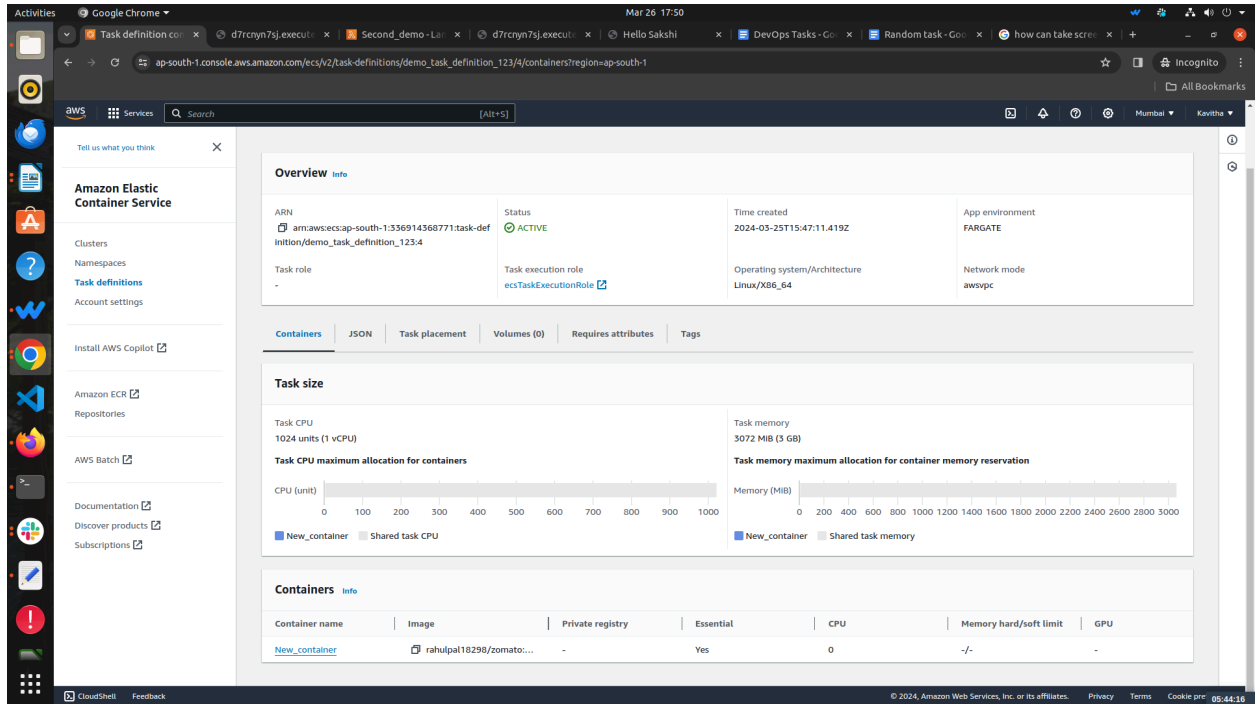 Activities Google Chrome Mar 26 17:50
Task definition con d7rcnyn7sj.execute Second_demo - Lan d7rcnyn7sj.execute Hello Sakshi DevOps Tasks - Goo Random task - Goo how can take scree
ap-south-1.console.aws.amazon.com/ecs/v2/task-definitions/demo_task_definition_123/4/containers?region=ap-south-1 Incognito
All Bookmarks
aws Services Search [Alt+S] Mumbai Kavitha
Tell us what you think
Amazon Elastic
Container Service
Clusters
Namespaces
Task definitions
Account settings
Install AWS Copilot
Amazon ECR
Repositories
AWS Batch
Documentation
Discover products
Subscriptions
Overview Info
ARN
arn:aws:ecs:ap-south-1:336914368771:task-def
inition/demo_task_definition_123:4
Status
ACTIVE
Time created
2024-03-25T15:47:11.419Z
App environment
FARGATE
Task role
-
Task execution role
ecsTaskExecutionRole
Operating system/Architecture
Linux/X86_64
Network mode
awsvpc
Containers JSON Task placement Volumes (0) Requires attributes Tags
Task size
Task CPU
1024 units (1 vCPU)
Task CPU maximum allocation for containers
CPU (unit)
0 100 200 300 400 500 600 700 800 900 1000
New_container Shared task CPU
Task memory
3072 MiB (3 GB)
Task memory maximum allocation for container memory reservation
Memory (MiB)
0 200 400 600 800 1000 1200 1400 1600 1800 2000 2200 2400 2600 2800 3000
New_container Shared task memory
Containers Info
Container name Image Private registry Essential CPU Memory hard/soft limit GPU
New_container rahulpal18298/zomato:... - Yes 0 -/- -
CloudShell Feedback © 2024, Amazon Web Services, Inc. or its affiliates. Privacy Terms Cookie pre 05:44:16